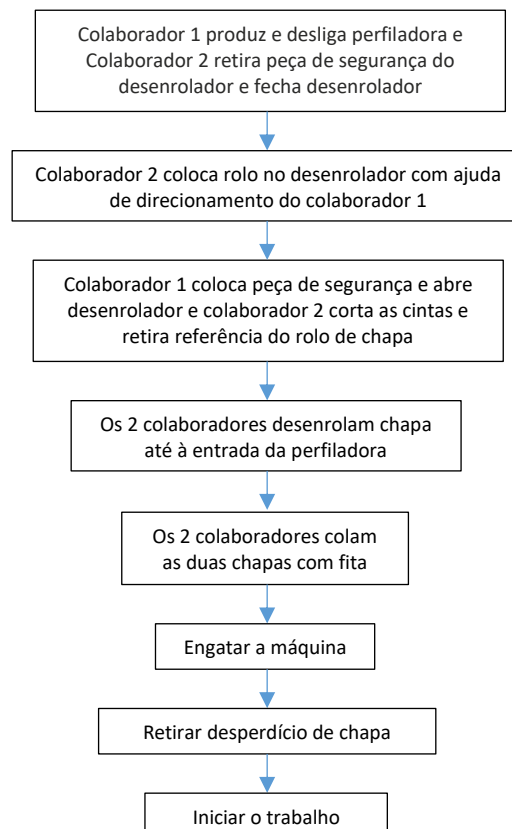 Colaborador 1 produz e desliga perfiladora e
Colaborador 2 retira peça de segurança do
desenrolador e fecha desenrolador
Colaborador 2 coloca rolo no desenrolador com ajuda
de direcionamento do colaborador 1
Colaborador 1 coloca peça de segurança e abre
desenrolador e colaborador 2 corta as cintas e
retira referência do rolo de chapa
Os 2 colaboradores desenrolam chapa
até à entrada da perfiladora
Os 2 colaboradores colam
as duas chapas com fita
Engatar a máquina
Retirar desperdício de chapa
Iniciar o trabalho